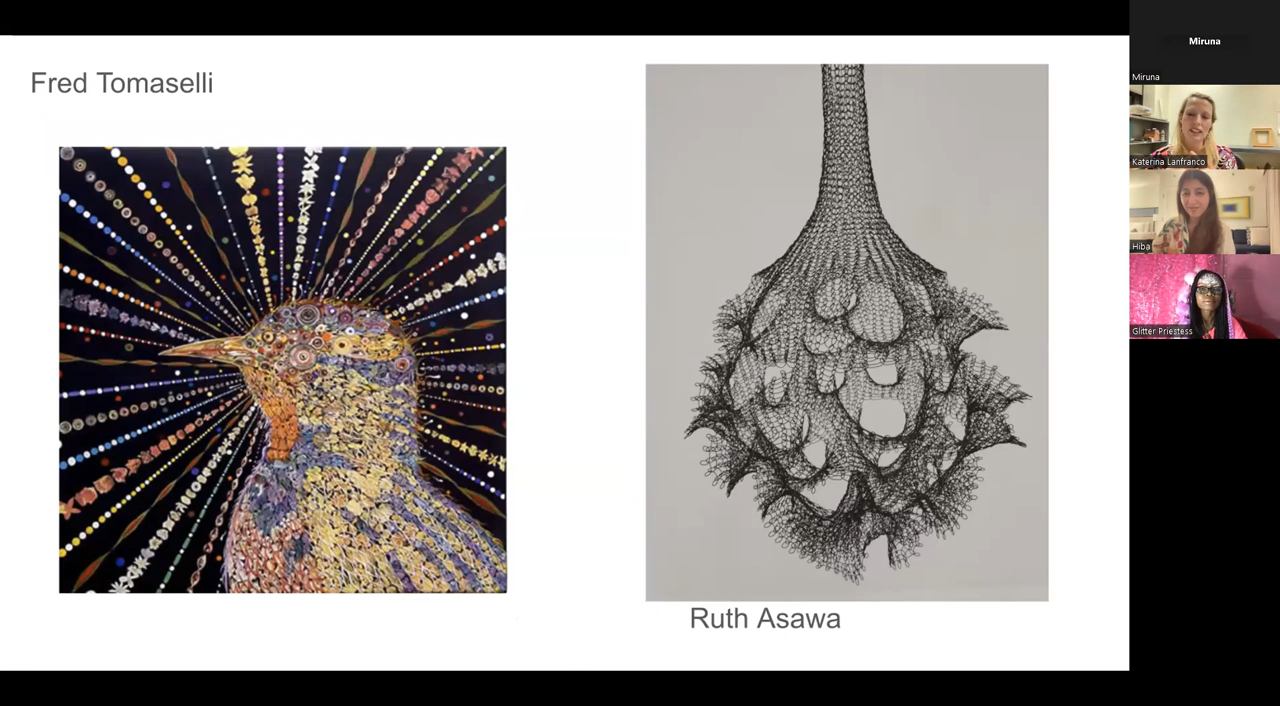 Fred Tomaselli
Ruth Asawa
Miruna
Miruna
Katerina Lanfranco
Hiba
Glitter Priestess